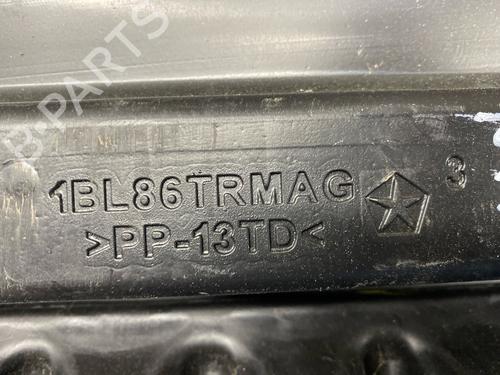 B-PARTS
1BL86TRMAG
3
>PP-13TD<